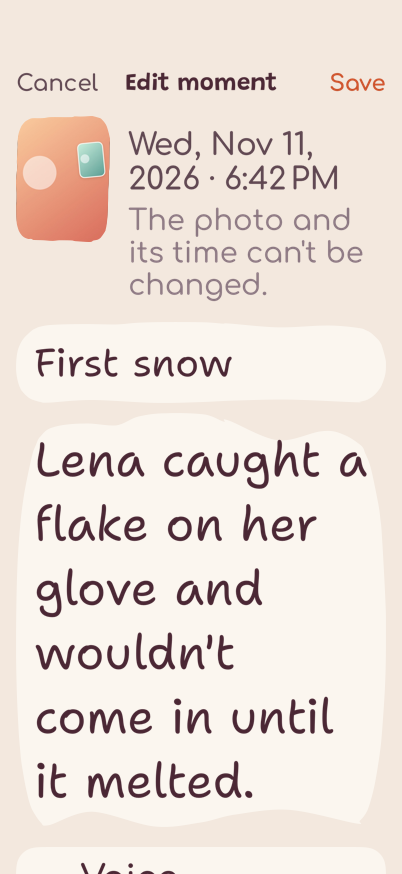 Cancel Edit moment Save
Wed, Nov 11,
2026 · 6:42 PM
The photo and
its time can't be
changed.
First snow
Lena caught a
flake on her
glove and
wouldn't
come in until
it melted.
Voice